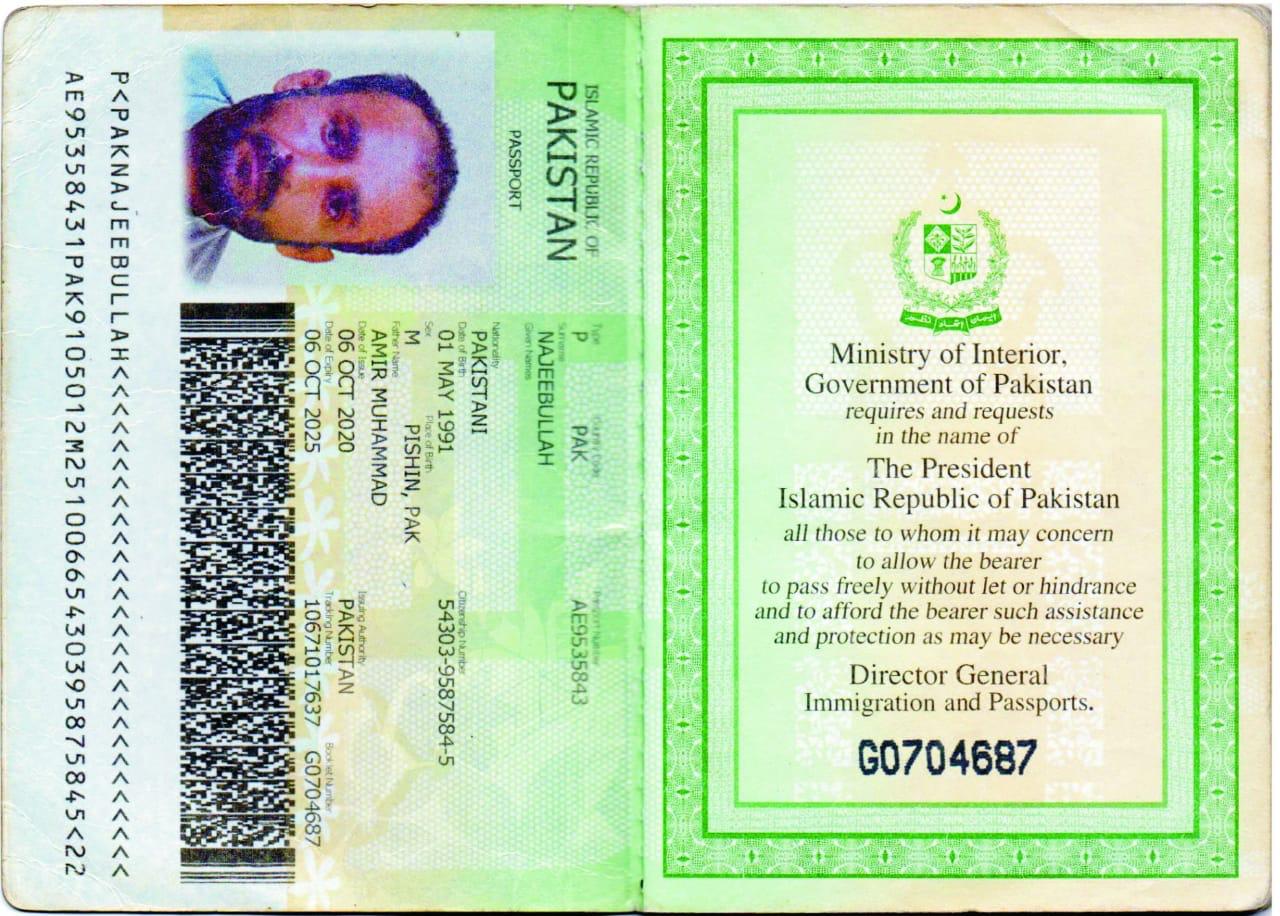 ISLAMIC REPUBLIC OF
PAKISTAN
PASSPORT
Type
P
Country Code
PAK
Passport Number
AE9535843
Surname
NAJEEBULLAH
Given Names
Nationality
PAKISTANI
Date of Birth
01 MAY 1991
Citizenship Number
54303-9587584-5
Sex
M
Place of Birth
PISHIN, PAK
Father Name
AMIR MUHAMMAD
Date of Issue
06 OCT 2020
Issuing Authority
PAKISTAN
Date of Expiry
06 OCT 2025
Tracking Number
10671017637
Booklet Number
G0704687
P<PAKNAJEEBULLAH<<<<<<<<<<<<<<<<<<<<<<<<<<<<
AE95358431PAK9105012M25100665430395875845<22
ایمان اتحاد نظم
Ministry of Interior,
Government of Pakistan
requires and requests
in the name of
The President
Islamic Republic of Pakistan
all those to whom it may concern
to allow the bearer
to pass freely without let or hindrance
and to afford the bearer such assistance
and protection as may be necessary
Director General
Immigration and Passports.
G0704687